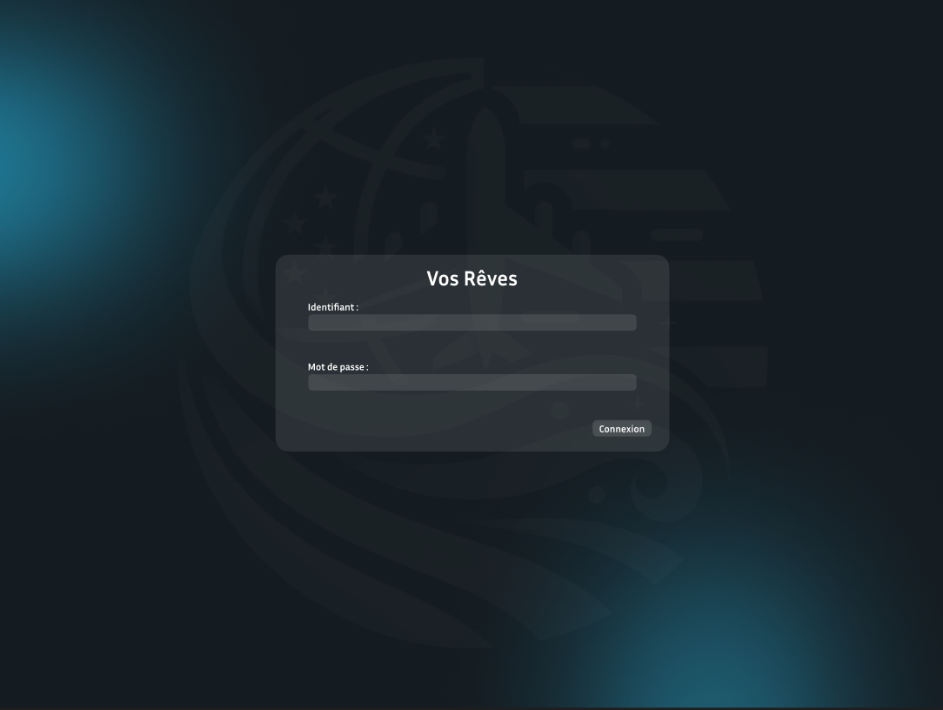 Vos Rêves
Identifiant :
Mot de passe :
Connexion